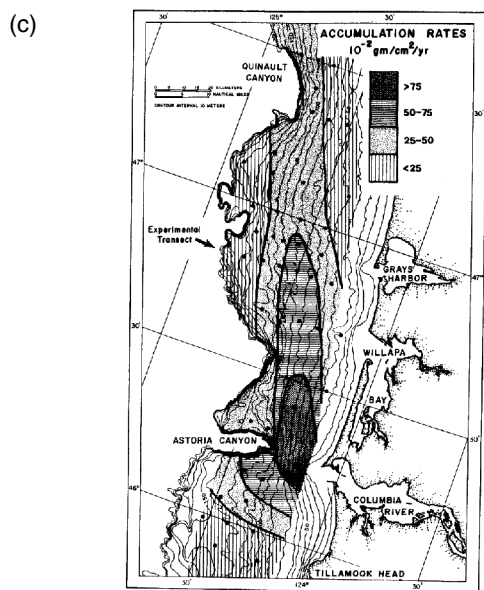 (c)
30'
125°
30'
ACCUMULATION RATES
10⁻² gm/cm²/yr
>75
50-75
25-50
<25
QUINAULT
CANYON
KILOMETERS
NAUTICAL MILES
CONTOUR INTERVAL 10 METERS
47°
Experimental
Transect
GRAYS
HARBOR
47°
30'
WILLAPA
BAY
ASTORIA CANYON
30'
46°
COLUMBIA
RIVER
TILLAMOOK HEAD
30'
124°
30'